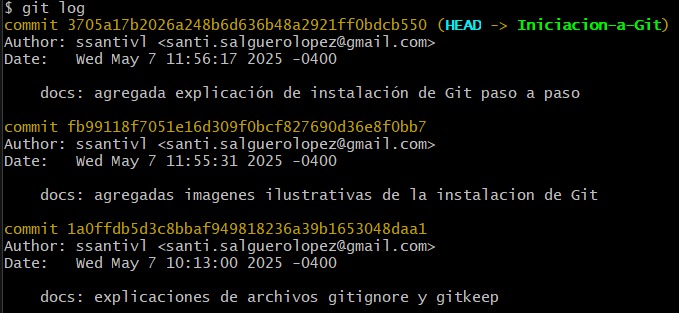 $ git log
commit 3705a17b2026a248b6d636b48a2921ff0bdcb550 (HEAD -> Iniciacion-a-Git)
Author: ssantivl <santi.salguerolopez@gmail.com>
Date:   Wed May 7 11:56:17 2025 -0400
docs: agregada explicación de instalación de Git paso a paso
commit fb99118f7051e16d309f0bcf827690d36e8f0bb7
Author: ssantivl <santi.salguerolopez@gmail.com>
Date:   Wed May 7 11:55:31 2025 -0400
docs: agregadas imagenes ilustrativas de la instalacion de Git
commit 1a0ffdb5d3c8bbaf949818236a39b1653048daa1
Author: ssantivl <santi.salguerolopez@gmail.com>
Date:   Wed May 7 10:13:00 2025 -0400
docs: explicaciones de archivos gitignore y gitkeep